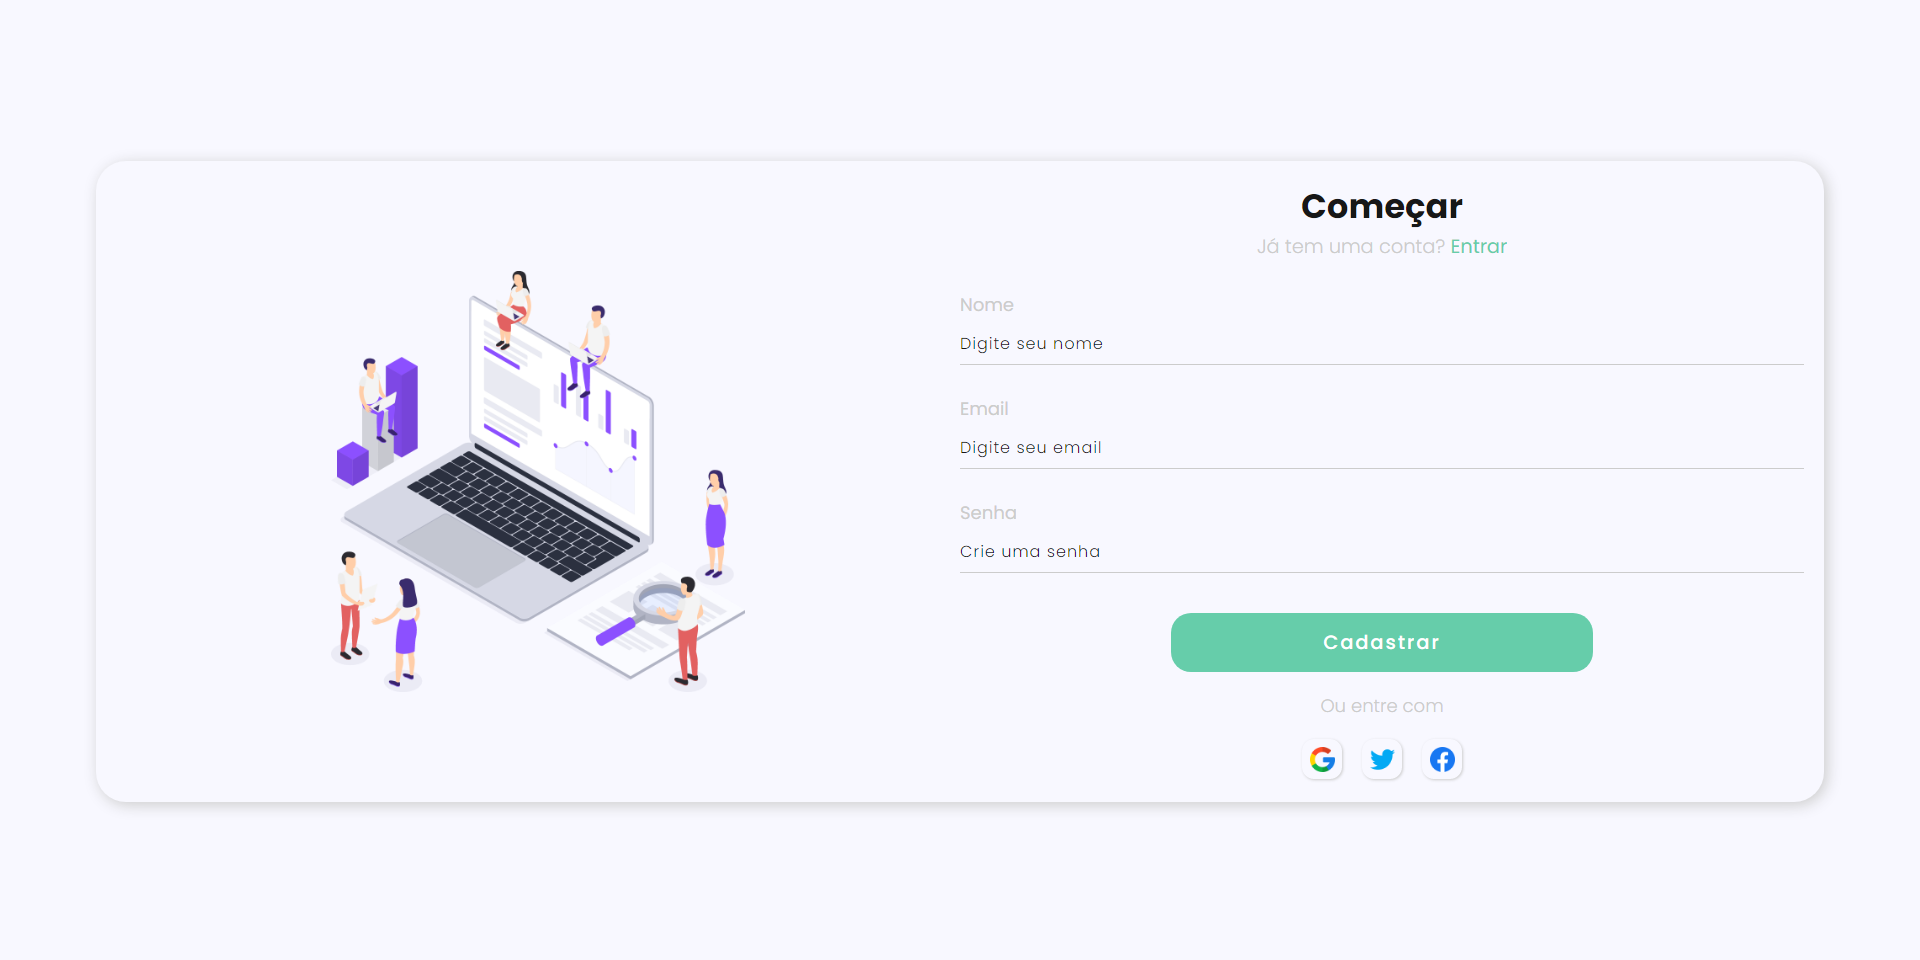 Começar
Já tem uma conta? Entrar
Nome
Digite seu nome
Email
Digite seu email
Senha
Crie uma senha
Cadastrar
Ou entre com